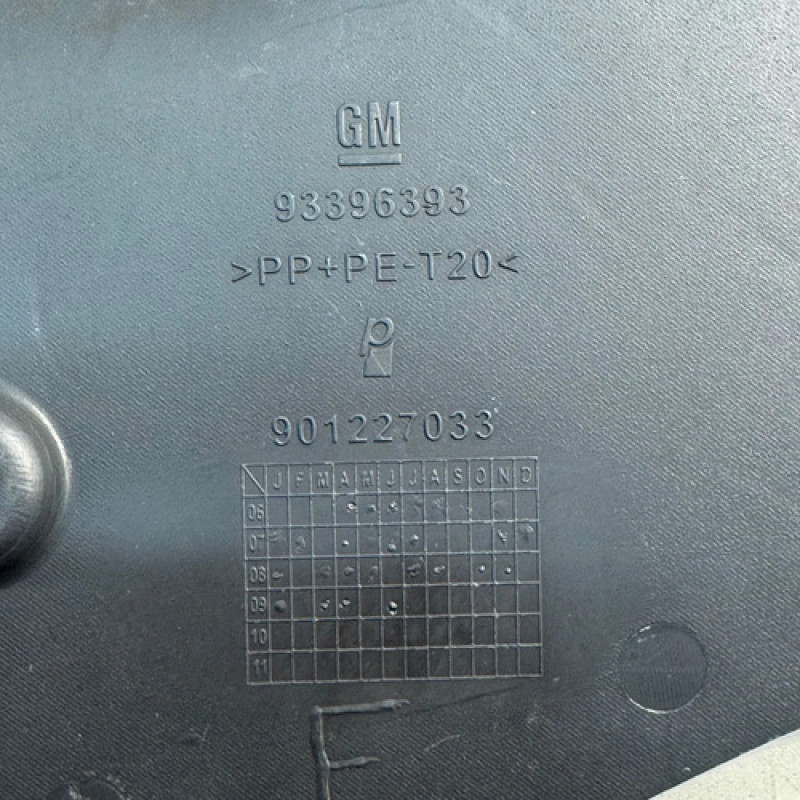 GM
93396393
>PP+PE-T20<
p
901227033
J F M A M J J A S O N D
06
07
08
09
10
11
F